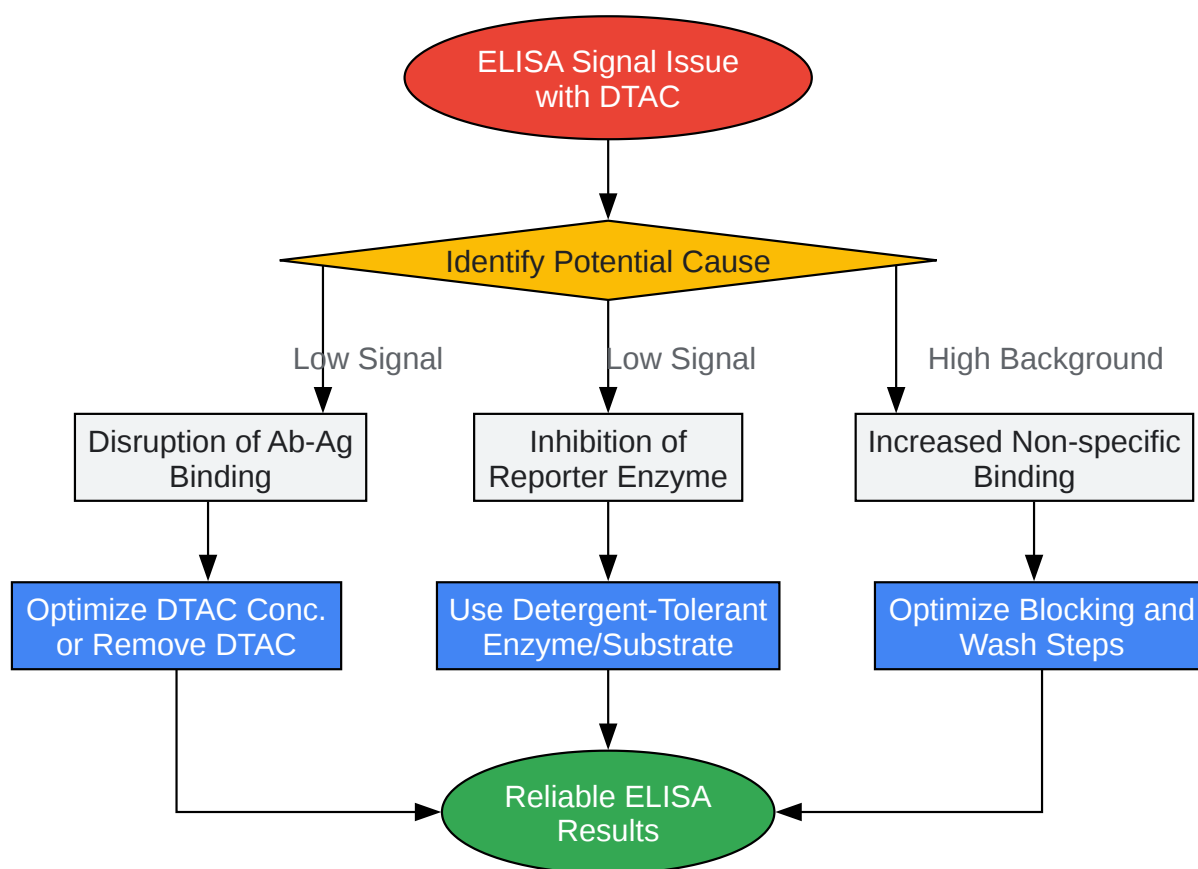 ELISA Signal Issue
with DTAC
Identify Potential Cause
Low Signal
Low Signal
High Background
Disruption of Ab-Ag
Binding
Inhibition of
Reporter Enzyme
Increased Non-specific
Binding
Optimize DTAC Conc.
or Remove DTAC
Use Detergent-Tolerant
Enzyme/Substrate
Optimize Blocking and
Wash Steps
Reliable ELISA
Results